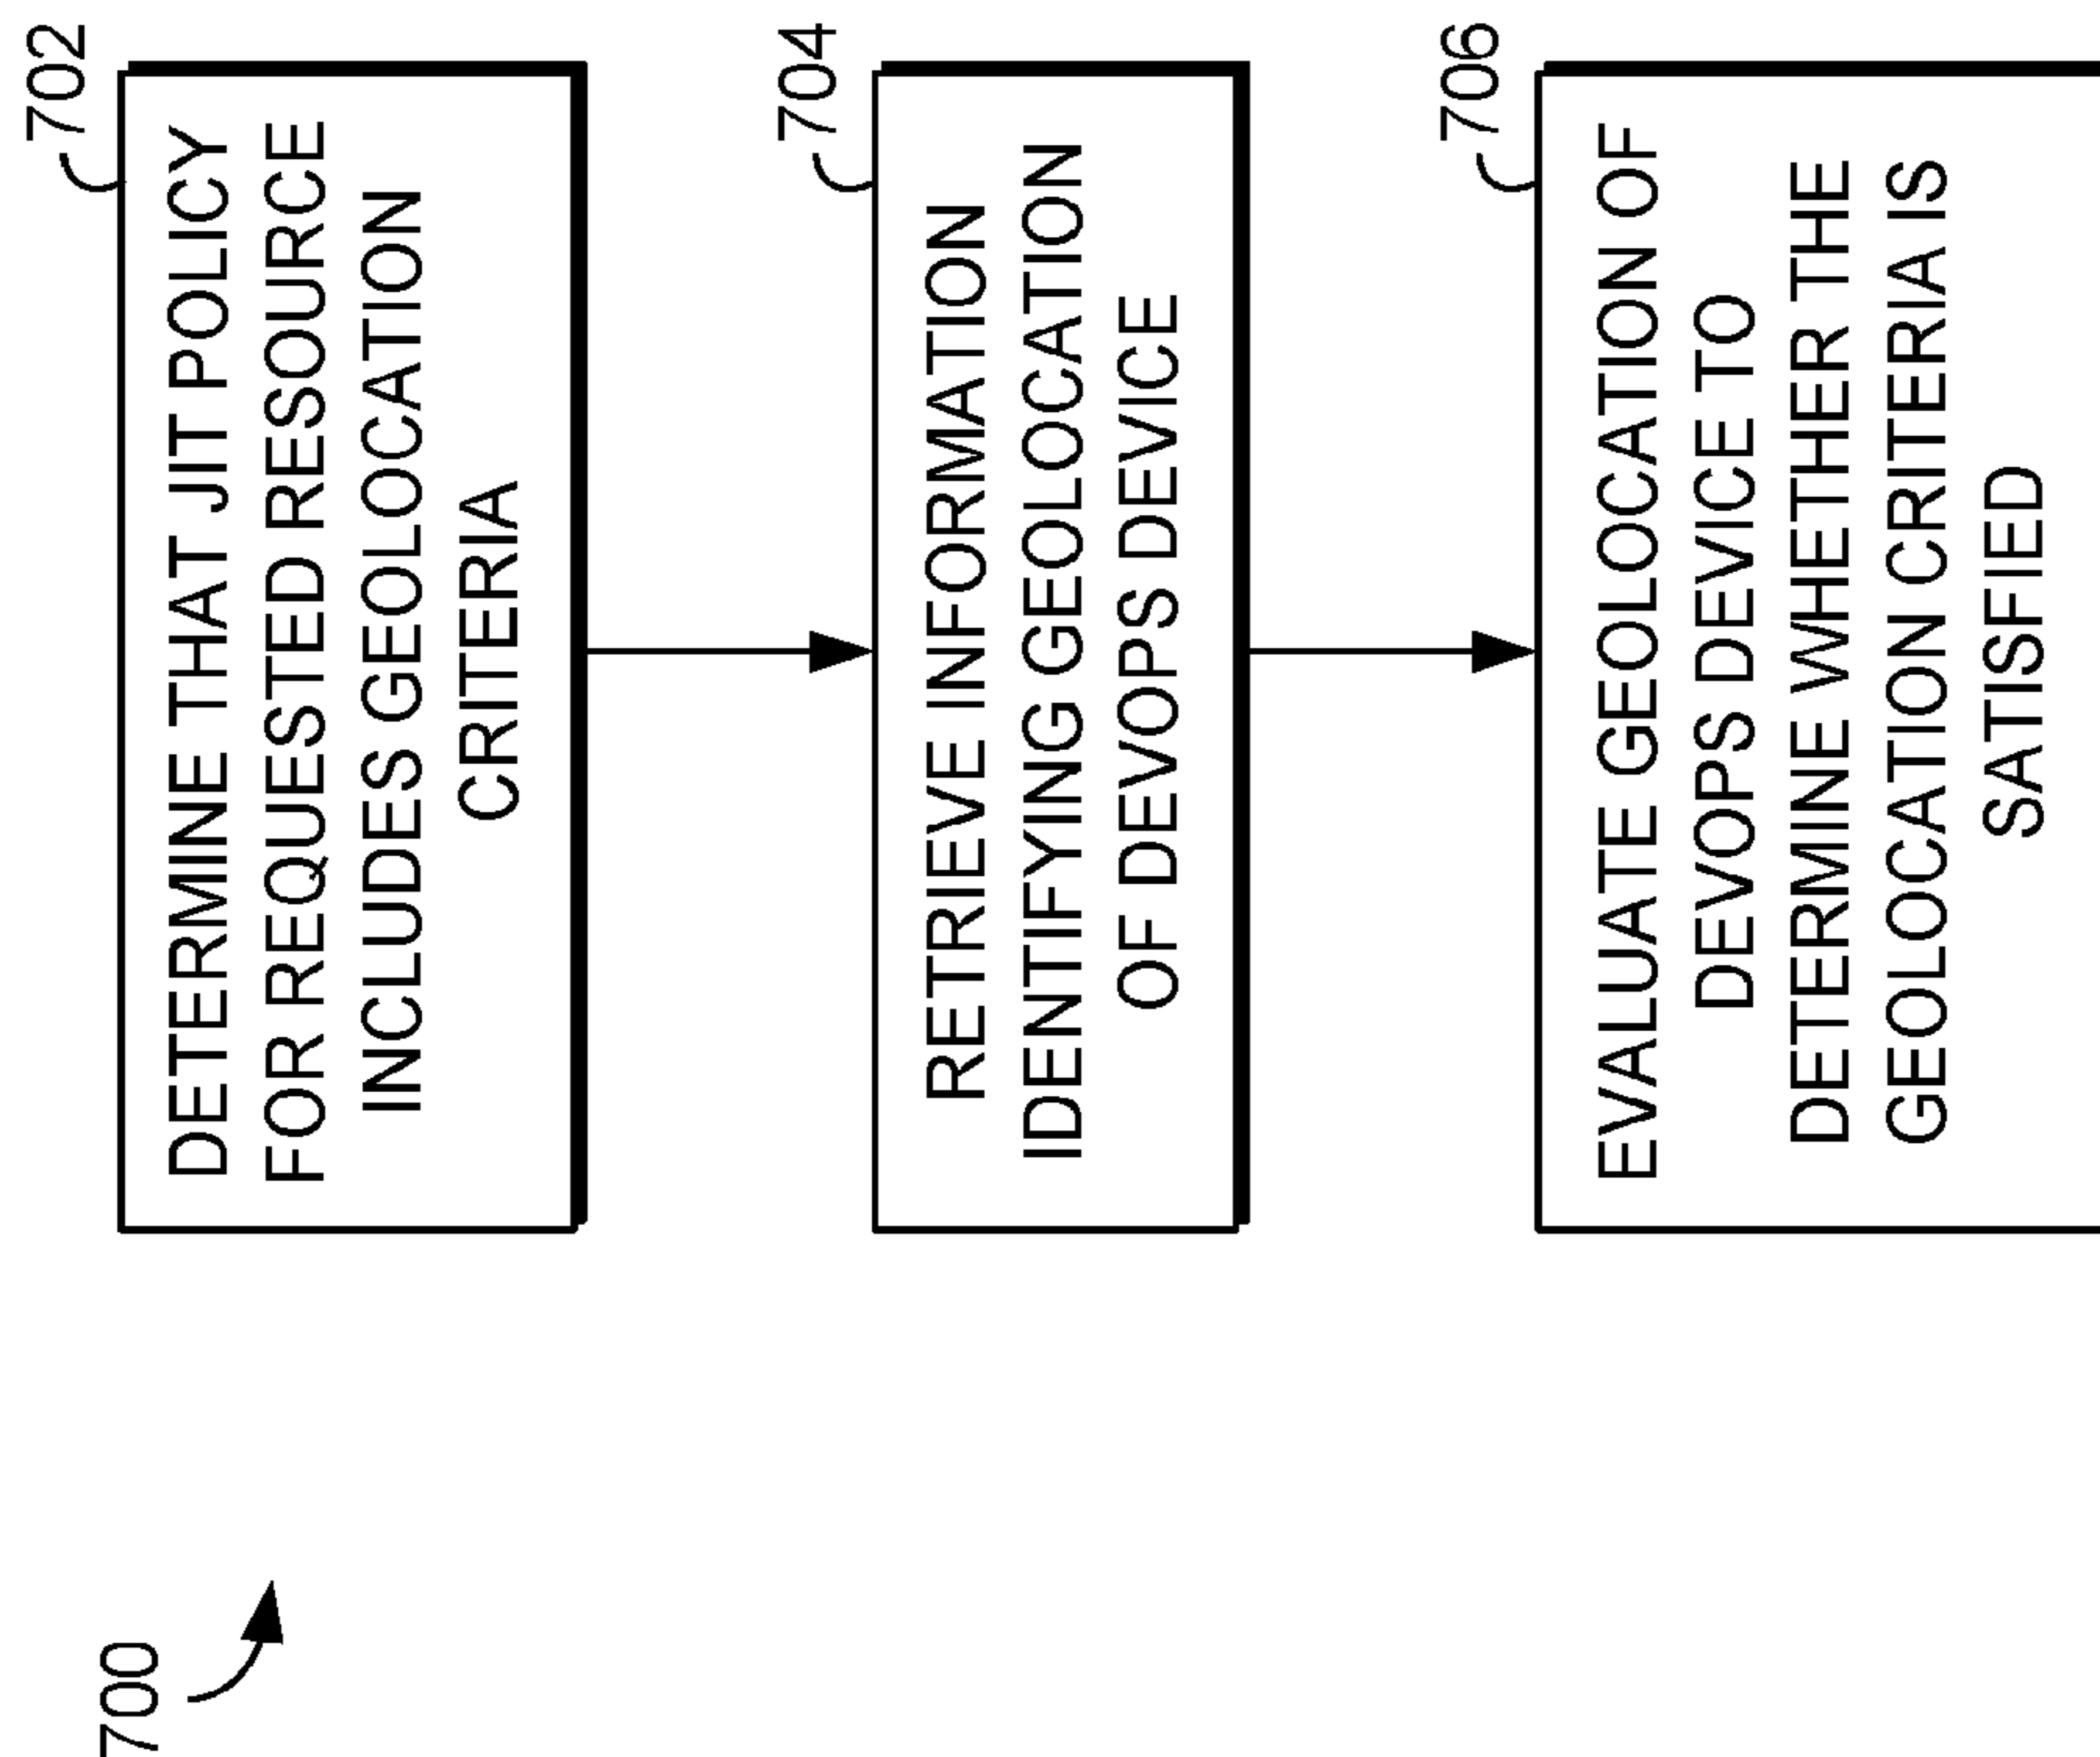 700
702
DETERMINE THAT JIT POLICY
FOR REQUESTED RESOURCE
INCLUDES GEOLOCATION
CRITERIA
704
RETRIEVE INFORMATION
IDENTIFYING GEOLOCATION
OF DEVOPS DEVICE
706
EVALUATE GEOLOCATION OF
DEVOPS DEVICE TO
DETERMINE WHETHER THE
GEOLOCATION CRITERIA IS
SATISFIED